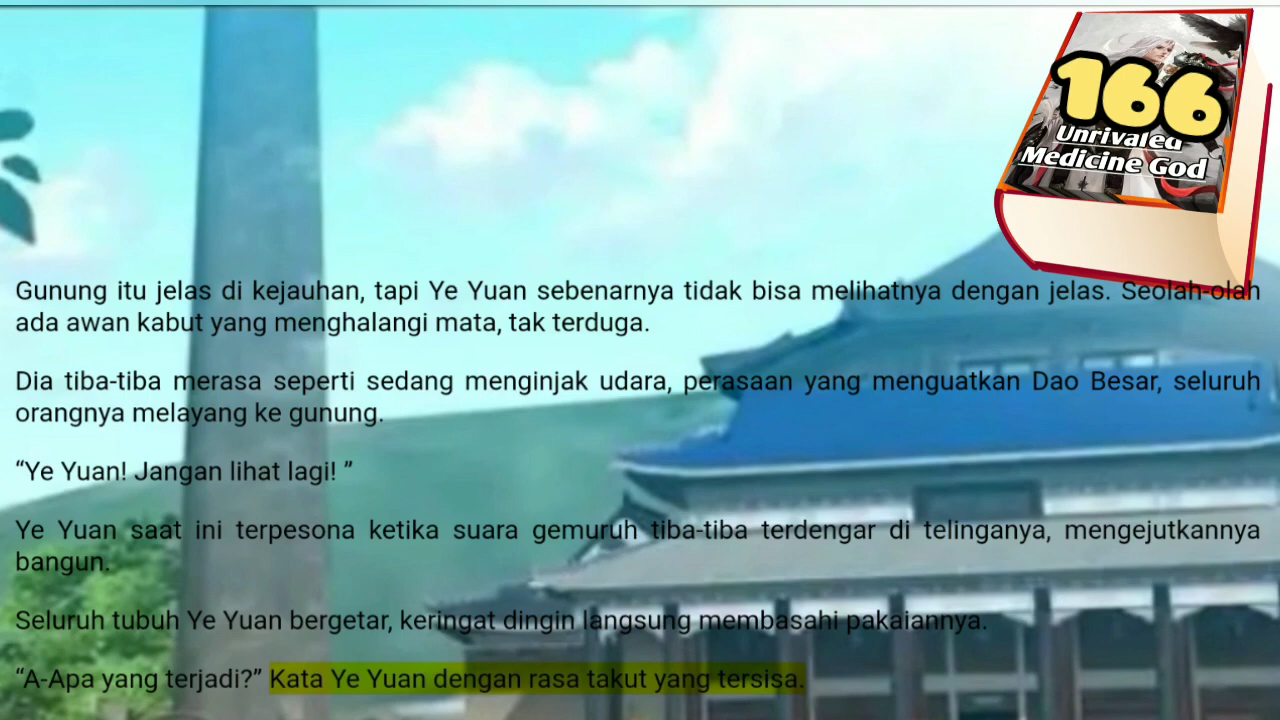 166
Unrivaled
Medicine God
Gunung itu jelas di kejauhan, tapi Ye Yuan sebenarnya tidak bisa melihatnya dengan jelas. Seolah-olah
ada awan kabut yang menghalangi mata, tak terduga.
Dia tiba-tiba merasa seperti sedang menginjak udara, perasaan yang menguatkan Dao Besar, seluruh
orangnya melayang ke gunung.
“Ye Yuan! Jangan lihat lagi! ”
Ye Yuan saat ini terpesona ketika suara gemuruh tiba-tiba terdengar di telinganya, mengejutkannya
bangun.
Seluruh tubuh Ye Yuan bergetar, keringat dingin langsung membasahi pakaiannya.
“A-Apa yang terjadi?” Kata Ye Yuan dengan rasa takut yang tersisa.